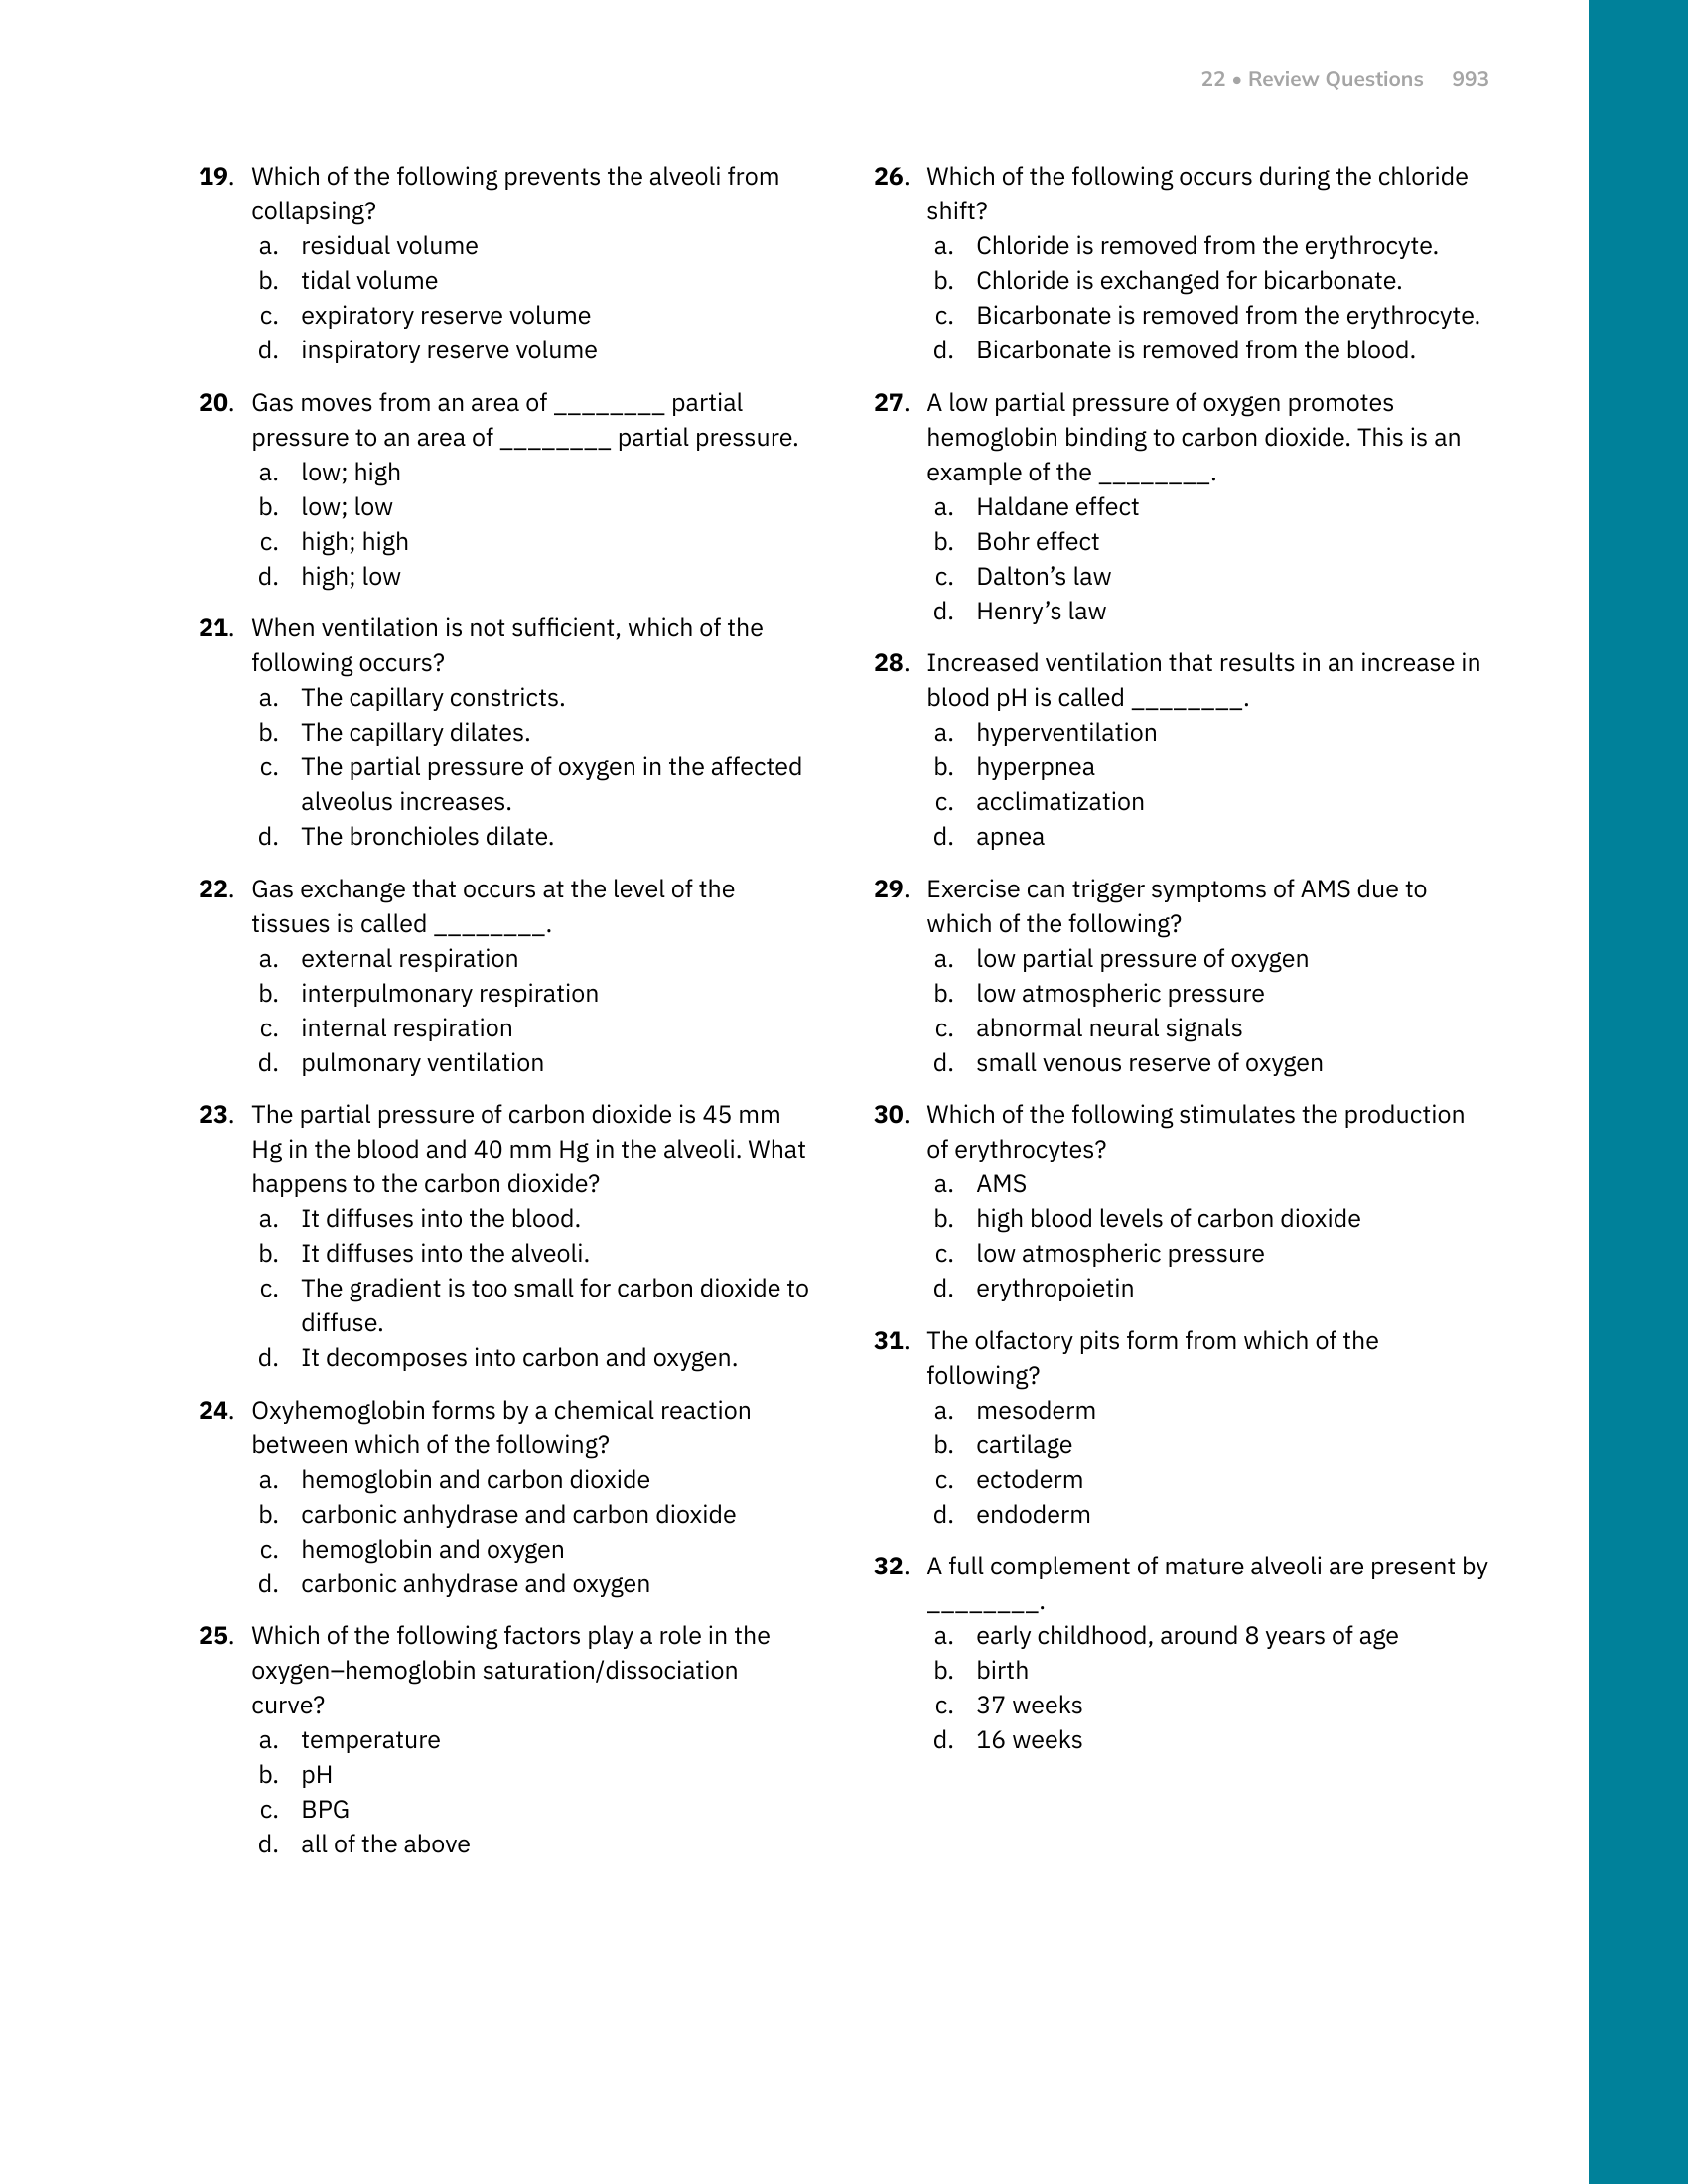 22 • Review Questions 993
19. Which of the following prevents the alveoli from
collapsing?
a. residual volume
b. tidal volume
c. expiratory reserve volume
d. inspiratory reserve volume
20. Gas moves from an area of ________ partial
pressure to an area of ________ partial pressure.
a. low; high
b. low; low
c. high; high
d. high; low
21. When ventilation is not sufficient, which of the
following occurs?
a. The capillary constricts.
b. The capillary dilates.
c. The partial pressure of oxygen in the affected
alveolus increases.
d. The bronchioles dilate.
22. Gas exchange that occurs at the level of the
tissues is called ________.
a. external respiration
b. interpulmonary respiration
c. internal respiration
d. pulmonary ventilation
23. The partial pressure of carbon dioxide is 45 mm
Hg in the blood and 40 mm Hg in the alveoli. What
happens to the carbon dioxide?
a. It diffuses into the blood.
b. It diffuses into the alveoli.
c. The gradient is too small for carbon dioxide to
diffuse.
d. It decomposes into carbon and oxygen.
24. Oxyhemoglobin forms by a chemical reaction
between which of the following?
a. hemoglobin and carbon dioxide
b. carbonic anhydrase and carbon dioxide
c. hemoglobin and oxygen
d. carbonic anhydrase and oxygen
25. Which of the following factors play a role in the
oxygen–hemoglobin saturation/dissociation
curve?
a. temperature
b. pH
c. BPG
d. all of the above
26. Which of the following occurs during the chloride
shift?
a. Chloride is removed from the erythrocyte.
b. Chloride is exchanged for bicarbonate.
c. Bicarbonate is removed from the erythrocyte.
d. Bicarbonate is removed from the blood.
27. A low partial pressure of oxygen promotes
hemoglobin binding to carbon dioxide. This is an
example of the ________.
a. Haldane effect
b. Bohr effect
c. Dalton’s law
d. Henry’s law
28. Increased ventilation that results in an increase in
blood pH is called ________.
a. hyperventilation
b. hyperpnea
c. acclimatization
d. apnea
29. Exercise can trigger symptoms of AMS due to
which of the following?
a. low partial pressure of oxygen
b. low atmospheric pressure
c. abnormal neural signals
d. small venous reserve of oxygen
30. Which of the following stimulates the production
of erythrocytes?
a. AMS
b. high blood levels of carbon dioxide
c. low atmospheric pressure
d. erythropoietin
31. The olfactory pits form from which of the
following?
a. mesoderm
b. cartilage
c. ectoderm
d. endoderm
32. A full complement of mature alveoli are present by
________.
a. early childhood, around 8 years of age
b. birth
c. 37 weeks
d. 16 weeks